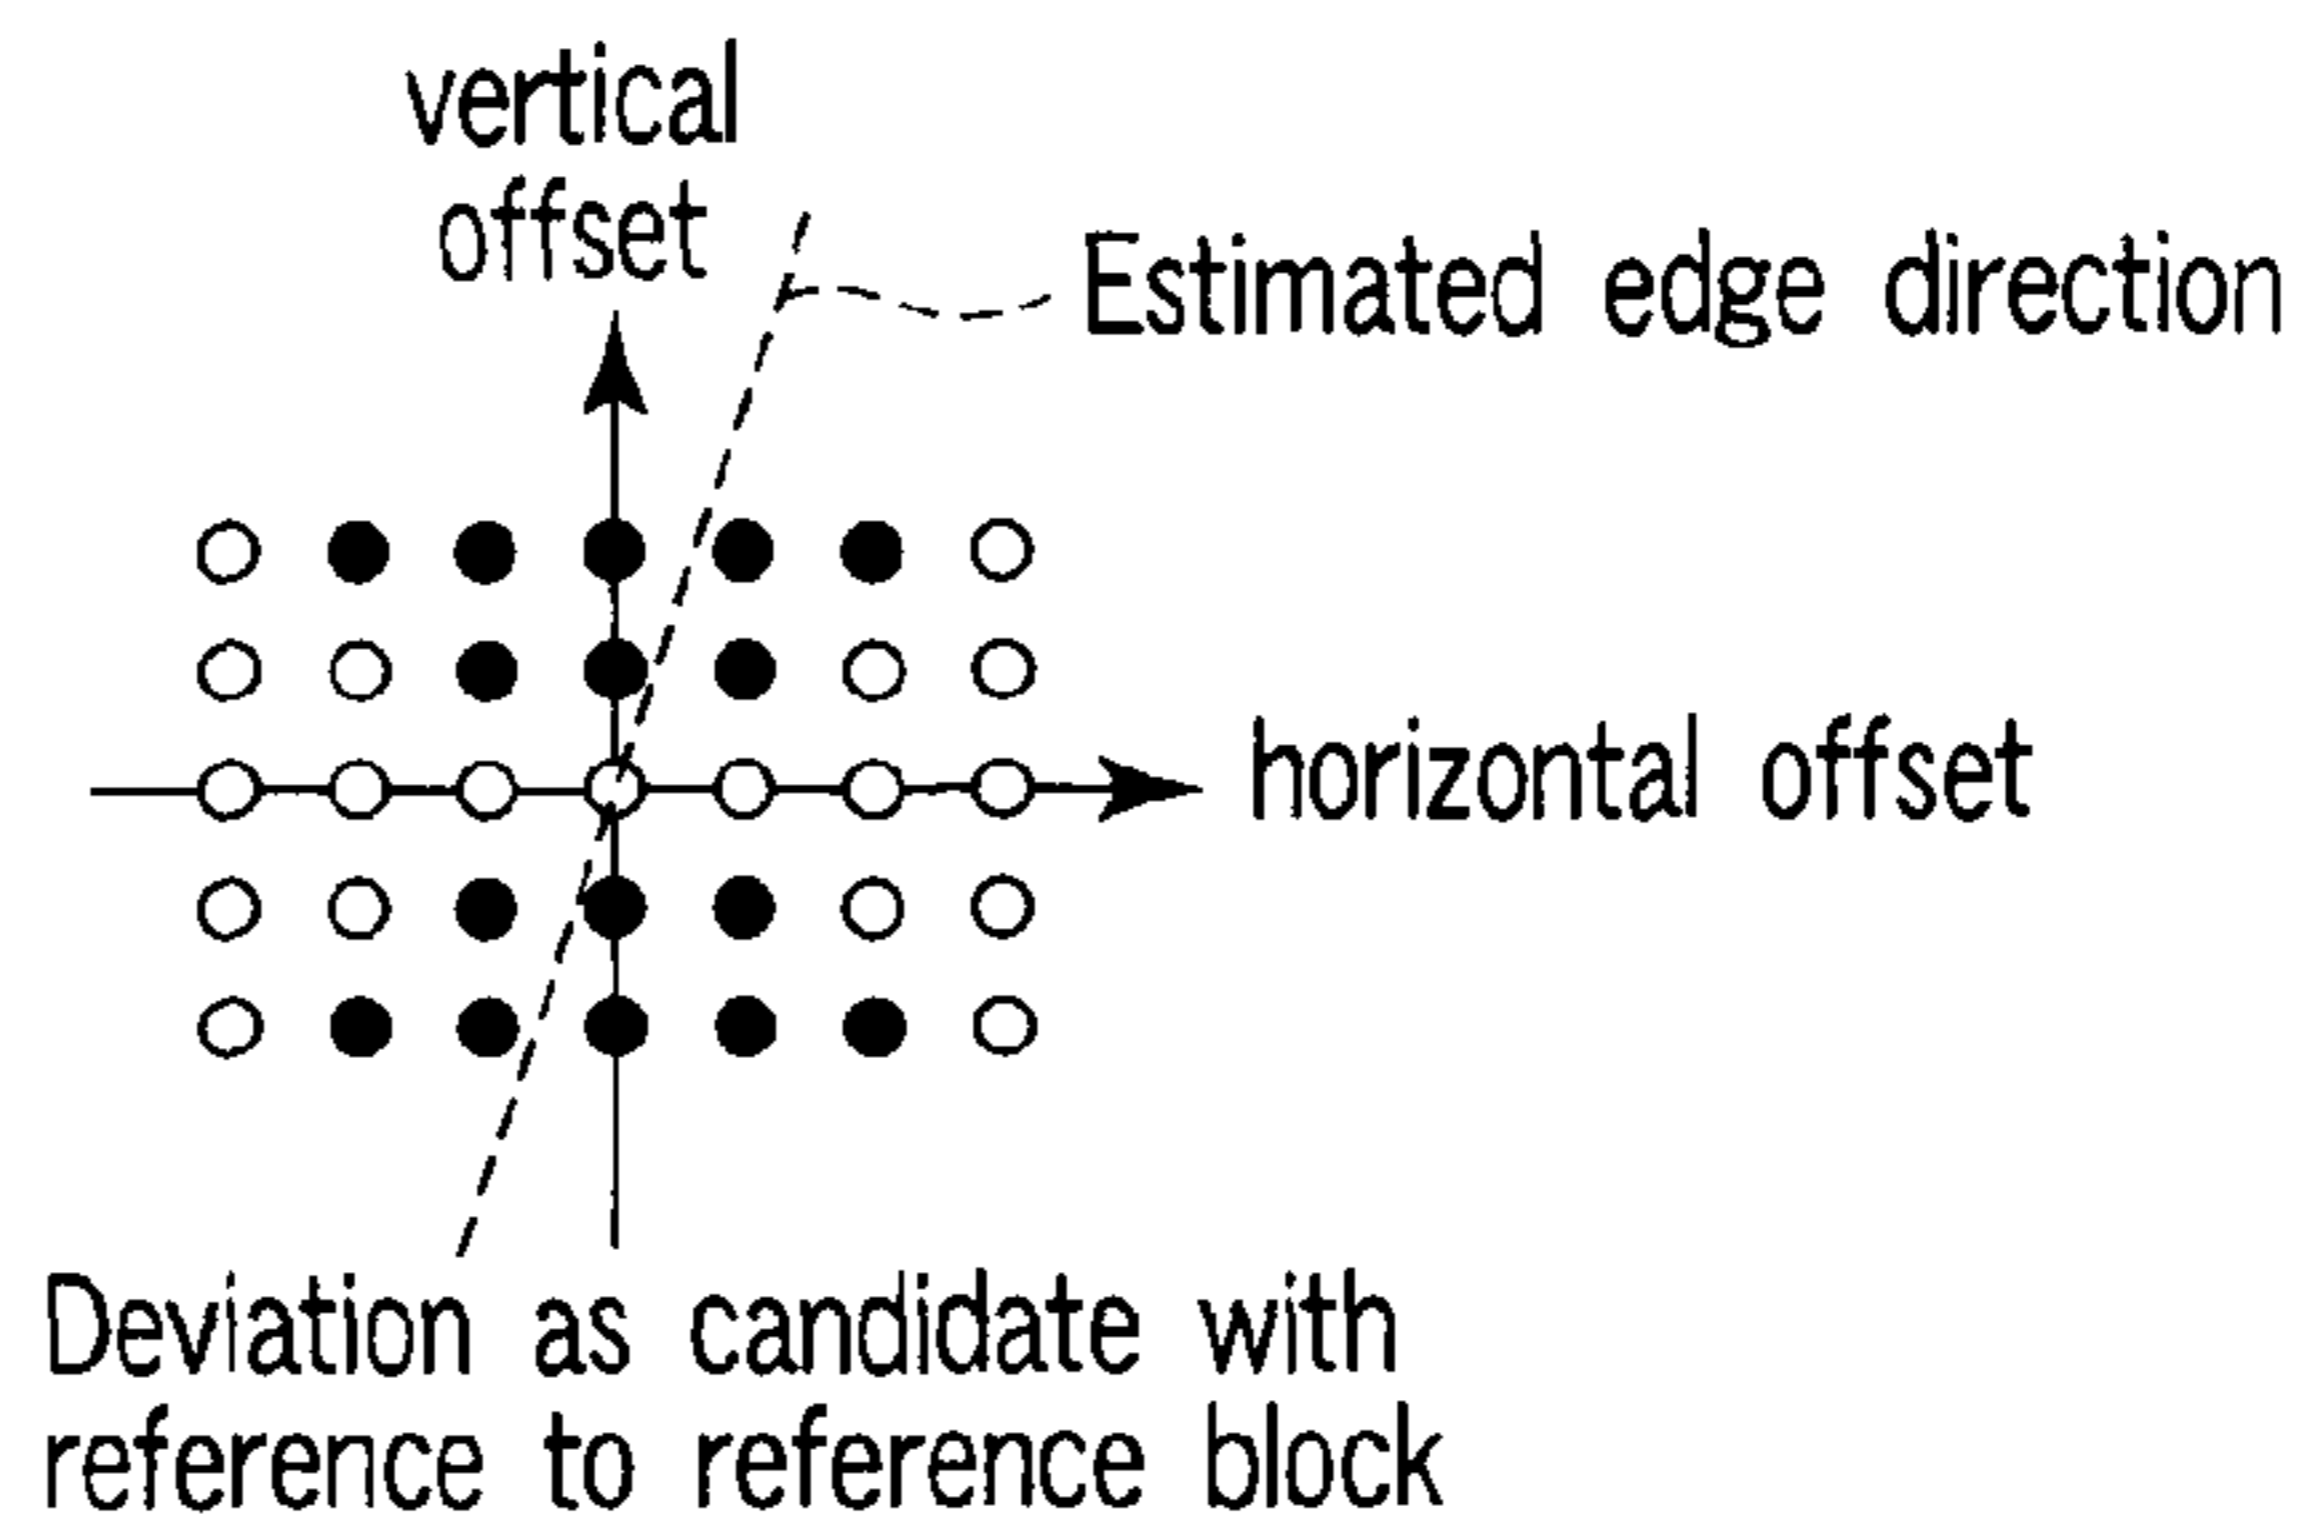 vertical
offset
Estimated edge direction
horizontal offset
Deviation as candidate with
reference to reference block